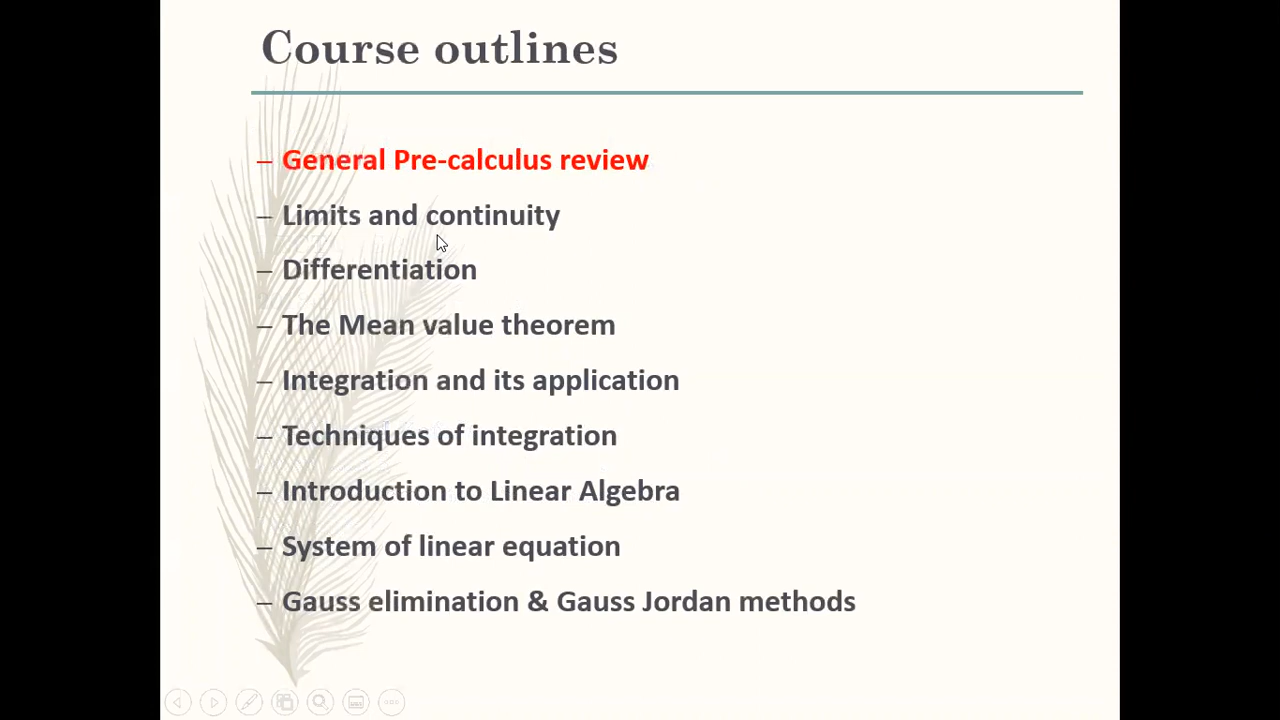 Course outlines
– General Pre-calculus review
– Limits and continuity
– Differentiation
– The Mean value theorem
– Integration and its application
– Techniques of integration
– Introduction to Linear Algebra
– System of linear equation
– Gauss elimination & Gauss Jordan methods